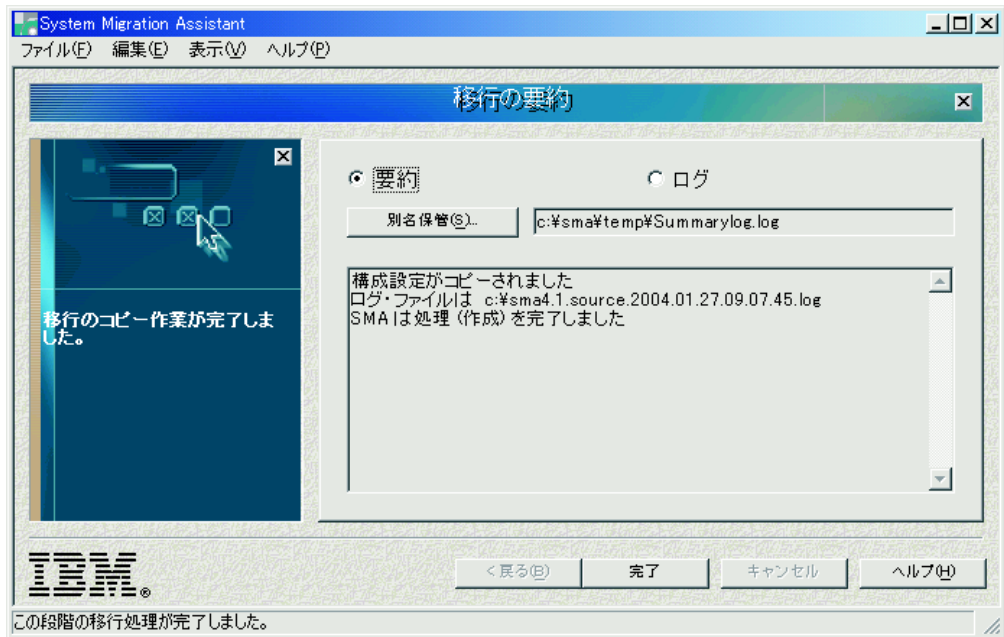 System Migration Assistant
ファイル(F) 編集(E) 表示(V) ヘルプ(P)
移行の要約
要約 ログ
別名保管(S)... c:¥sma¥temp¥Summarylog.log
構成設定がコピーされました
ログ・ファイルは c:¥sma4.1.source.2004.01.27.09.07.45.log
SMA は処理 (作成) を完了しました
移行のコピー作業が完了しま
した。
IBM®
< 戻る(B) 完了 キャンセル ヘルプ(H)
この段階の移行処理が完了しました。